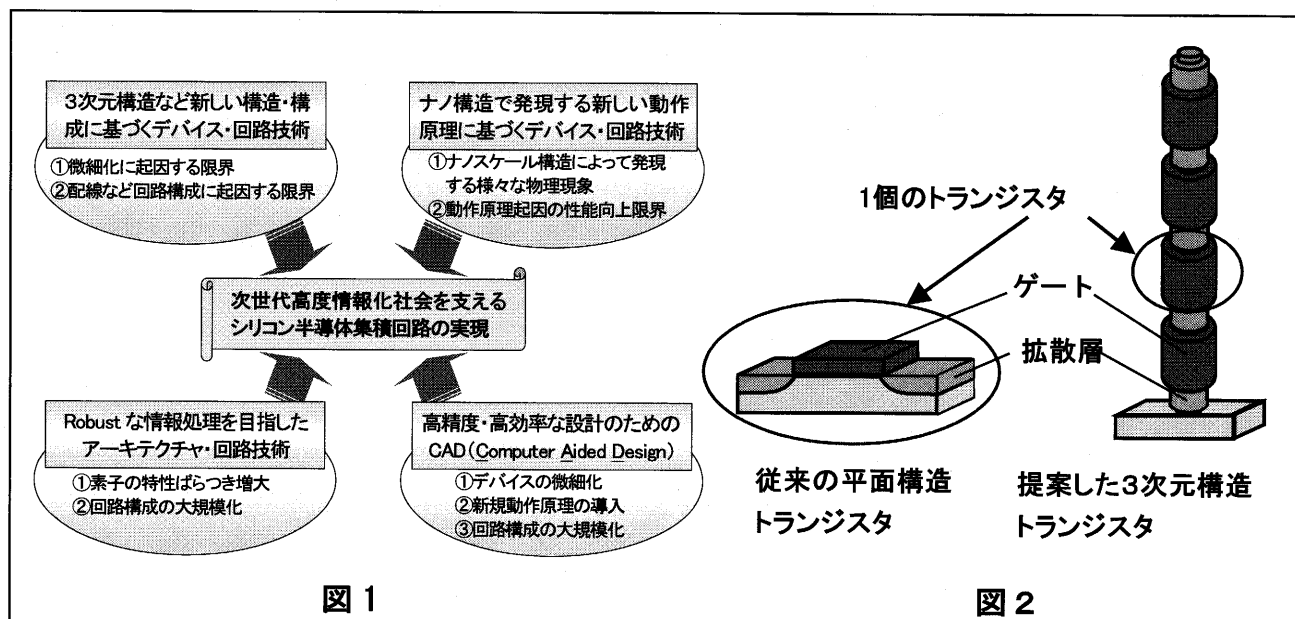 3次元構造など新しい構造・構
成に基づくデバイス・回路技術
①微細化に起因する限界
②配線など回路構成に起因する限界
ナノ構造で発現する新しい動作
原理に基づくデバイス・回路技術
①ナノスケール構造によって発現
する様々な物理現象
②動作原理起因の性能向上限界
次世代高度情報化社会を支える
シリコン半導体集積回路の実現
Robustな情報処理を目指した
アーキテクチャ・回路技術
①素子の特性ばらつき増大
②回路構成の大規模化
高精度・高効率な設計のための
CAD(Computer Aided Design)
①デバイスの微細化
②新規動作原理の導入
③回路構成の大規模化
図1
1個のトランジスタ
ゲート
拡散層
従来の平面構造
トランジスタ
提案した3次元構造
トランジスタ
図2